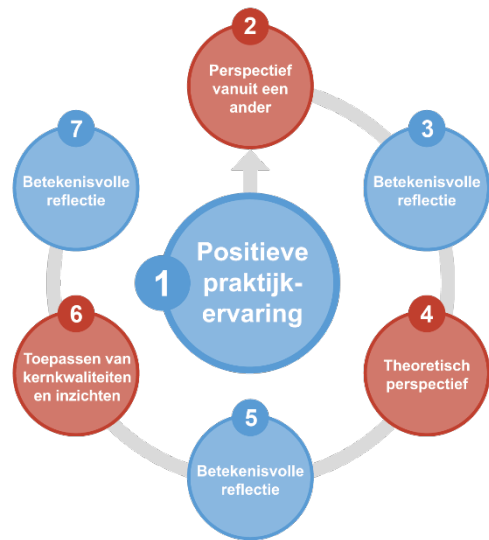 1
Positieve
praktijk-
ervaring
2
Perspectief
vanuit een
ander
3
Betekenisvolle
reflectie
4
Theoretisch
perspectief
5
Betekenisvolle
reflectie
6
Toepassen van
kernkwaliteiten
en inzichten
7
Betekenisvolle
reflectie